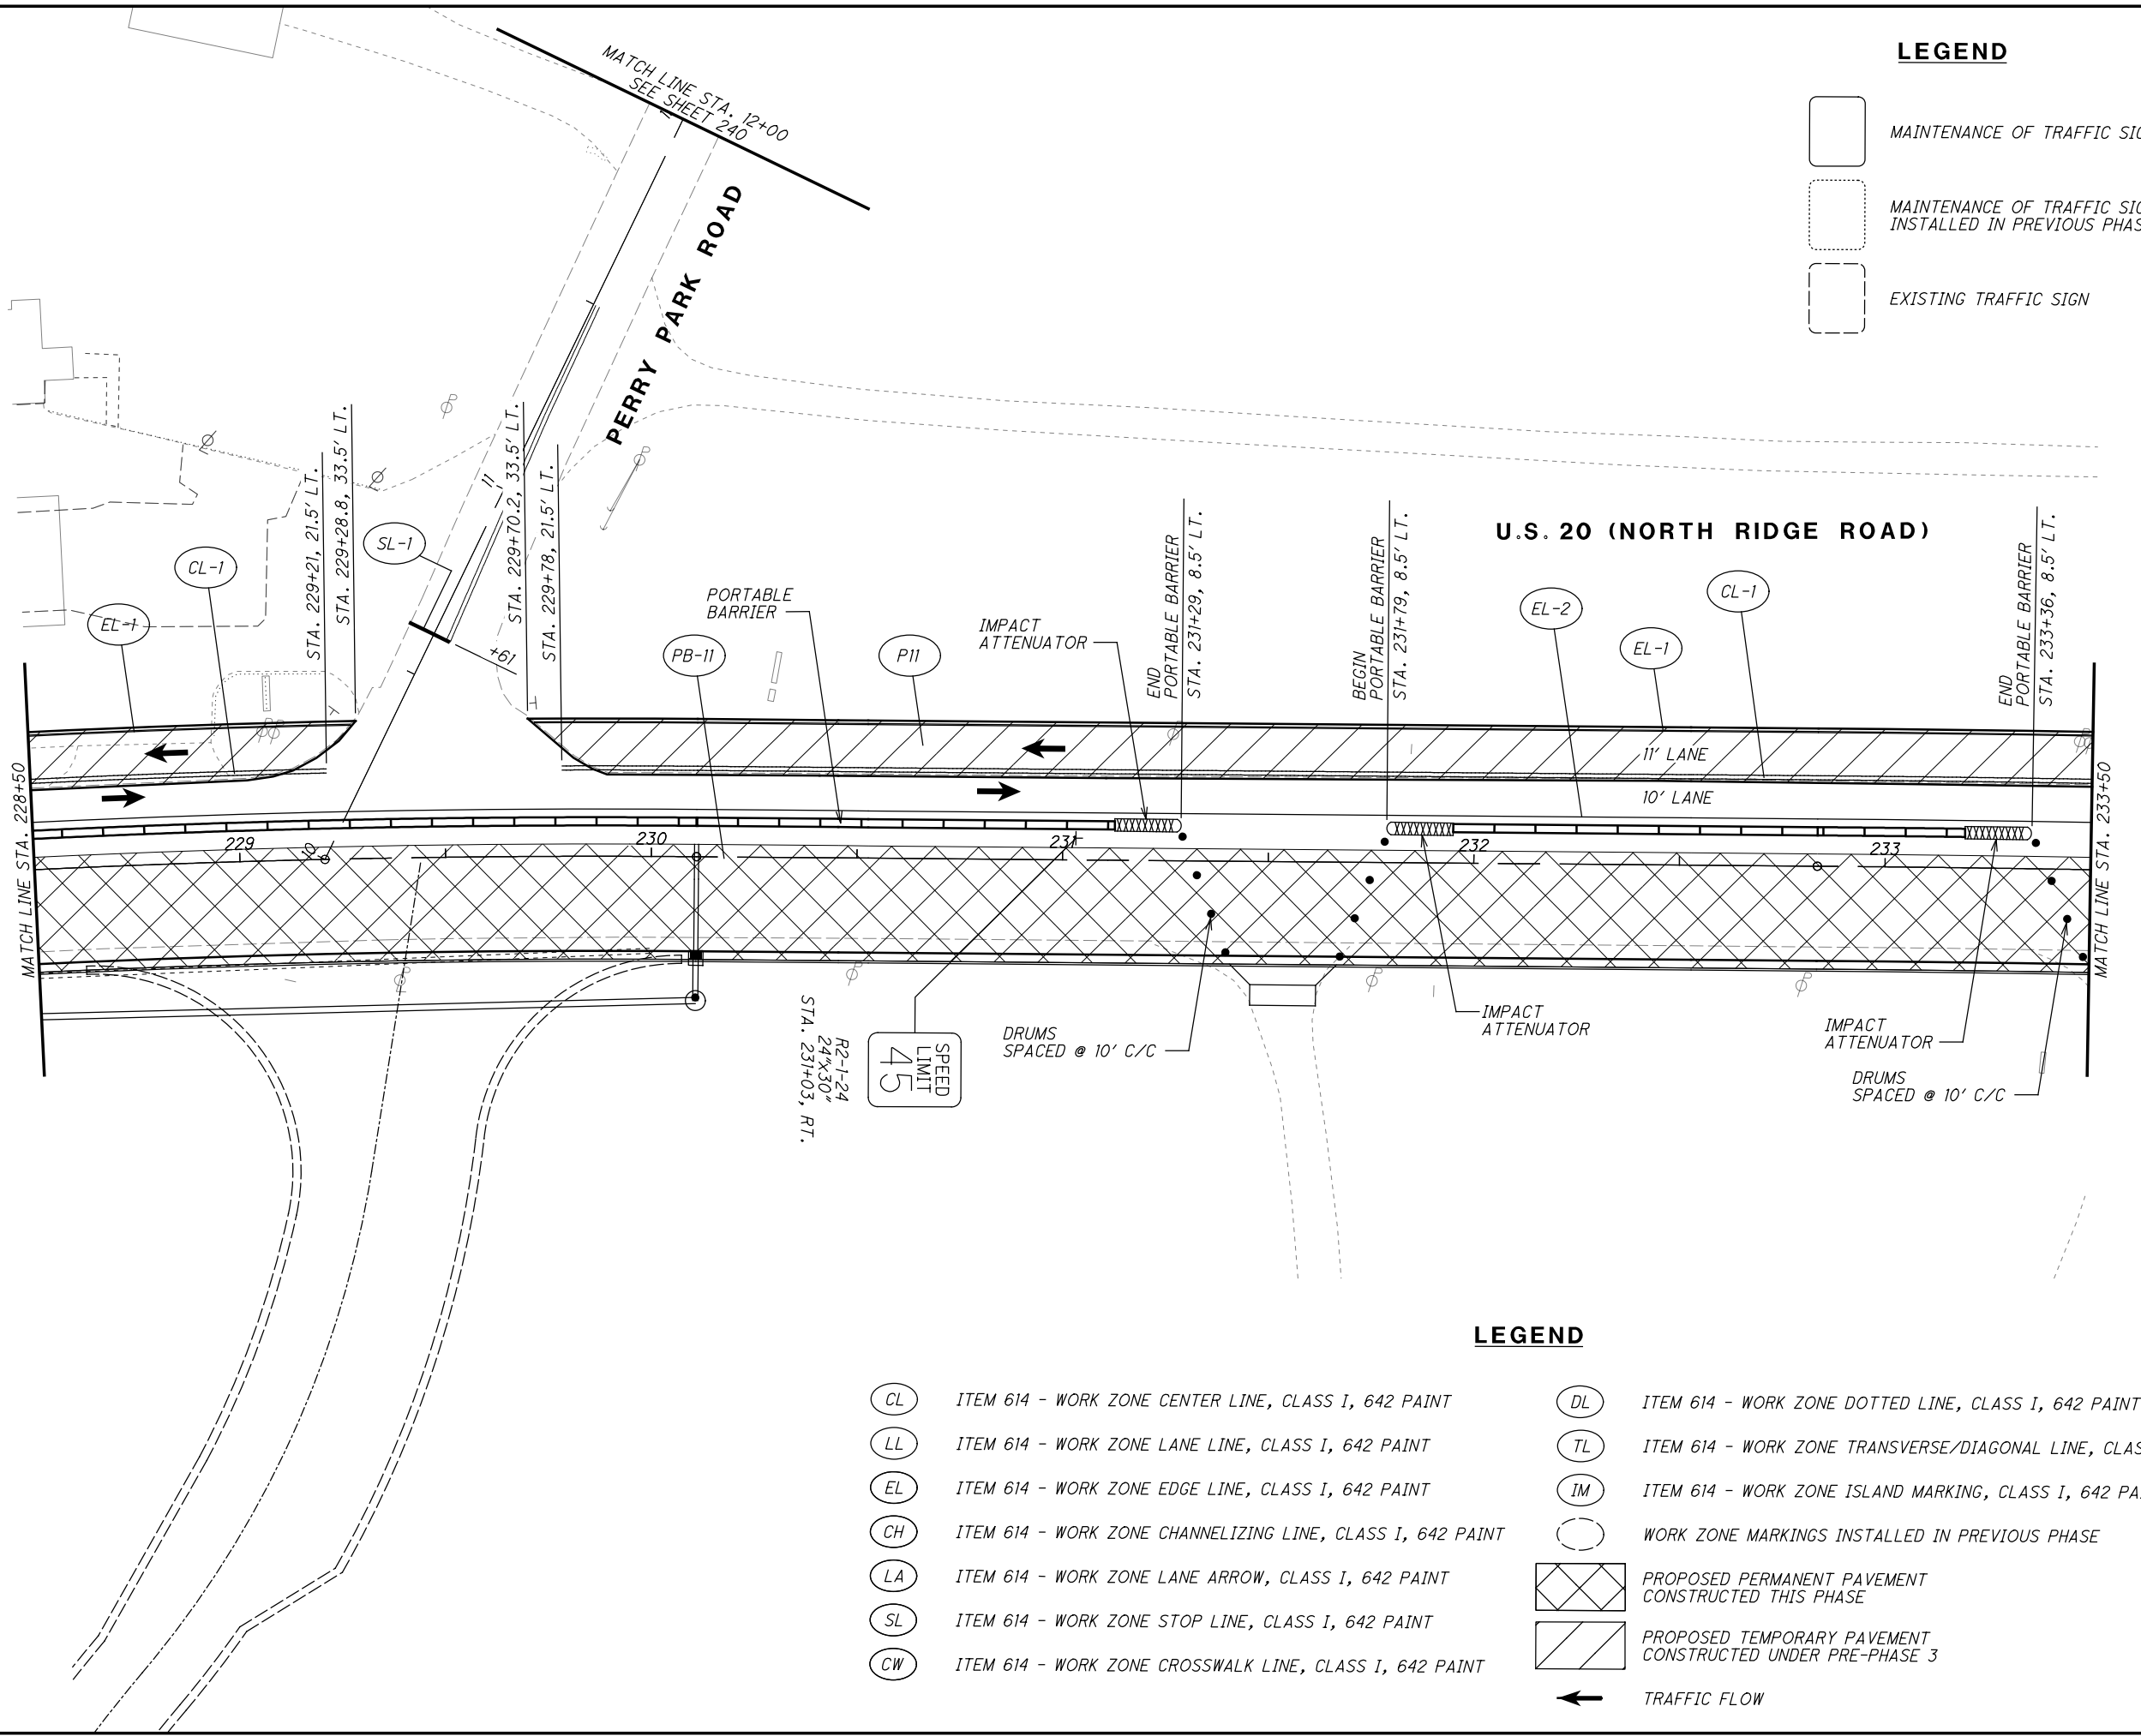 LEGEND
MAINTENANCE OF TRAFFIC SIG
MAINTENANCE OF TRAFFIC SIG
INSTALLED IN PREVIOUS PHAS
EXISTING TRAFFIC SIGN
MATCH LINE STA. 12+00
SEE SHEET 240
PERRY PARK ROAD
U.S. 20 (NORTH RIDGE ROAD)
STA. 229+21, 21.5' LT.
STA. 229+28.8, 33.5' LT.
STA. 229+70.2, 33.5' LT.
STA. 229+78, 21.5' LT.
11
SL-1
CL-1
EL-1
+61
PORTABLE
BARRIER
PB-11
P11
IMPACT
ATTENUATOR
END
PORTABLE BARRIER
STA. 231+29, 8.5' LT.
BEGIN
PORTABLE BARRIER
STA. 231+79, 8.5' LT.
EL-2
EL-1
CL-1
END
PORTABLE BARRIER
STA. 233+36, 8.5' LT.
11' LANE
10' LANE
MATCH LINE STA. 228+50
MATCH LINE STA. 233+50
229
10
230
231
232
233
STA. 231+03, RT.
24"x30"
R2-1-24
SPEED
LIMIT
45
DRUMS
SPACED @ 10' C/C
IMPACT
ATTENUATOR
IMPACT
ATTENUATOR
DRUMS
SPACED @ 10' C/C
LEGEND
CL ITEM 614 - WORK ZONE CENTER LINE, CLASS I, 642 PAINT
LL ITEM 614 - WORK ZONE LANE LINE, CLASS I, 642 PAINT
EL ITEM 614 - WORK ZONE EDGE LINE, CLASS I, 642 PAINT
CH ITEM 614 - WORK ZONE CHANNELIZING LINE, CLASS I, 642 PAINT
LA ITEM 614 - WORK ZONE LANE ARROW, CLASS I, 642 PAINT
SL ITEM 614 - WORK ZONE STOP LINE, CLASS I, 642 PAINT
CW ITEM 614 - WORK ZONE CROSSWALK LINE, CLASS I, 642 PAINT
DL ITEM 614 - WORK ZONE DOTTED LINE, CLASS I, 642 PAINT
TL ITEM 614 - WORK ZONE TRANSVERSE/DIAGONAL LINE, CLAS
IM ITEM 614 - WORK ZONE ISLAND MARKING, CLASS I, 642 PA
WORK ZONE MARKINGS INSTALLED IN PREVIOUS PHASE
PROPOSED PERMANENT PAVEMENT
CONSTRUCTED THIS PHASE
PROPOSED TEMPORARY PAVEMENT
CONSTRUCTED UNDER PRE-PHASE 3
TRAFFIC FLOW